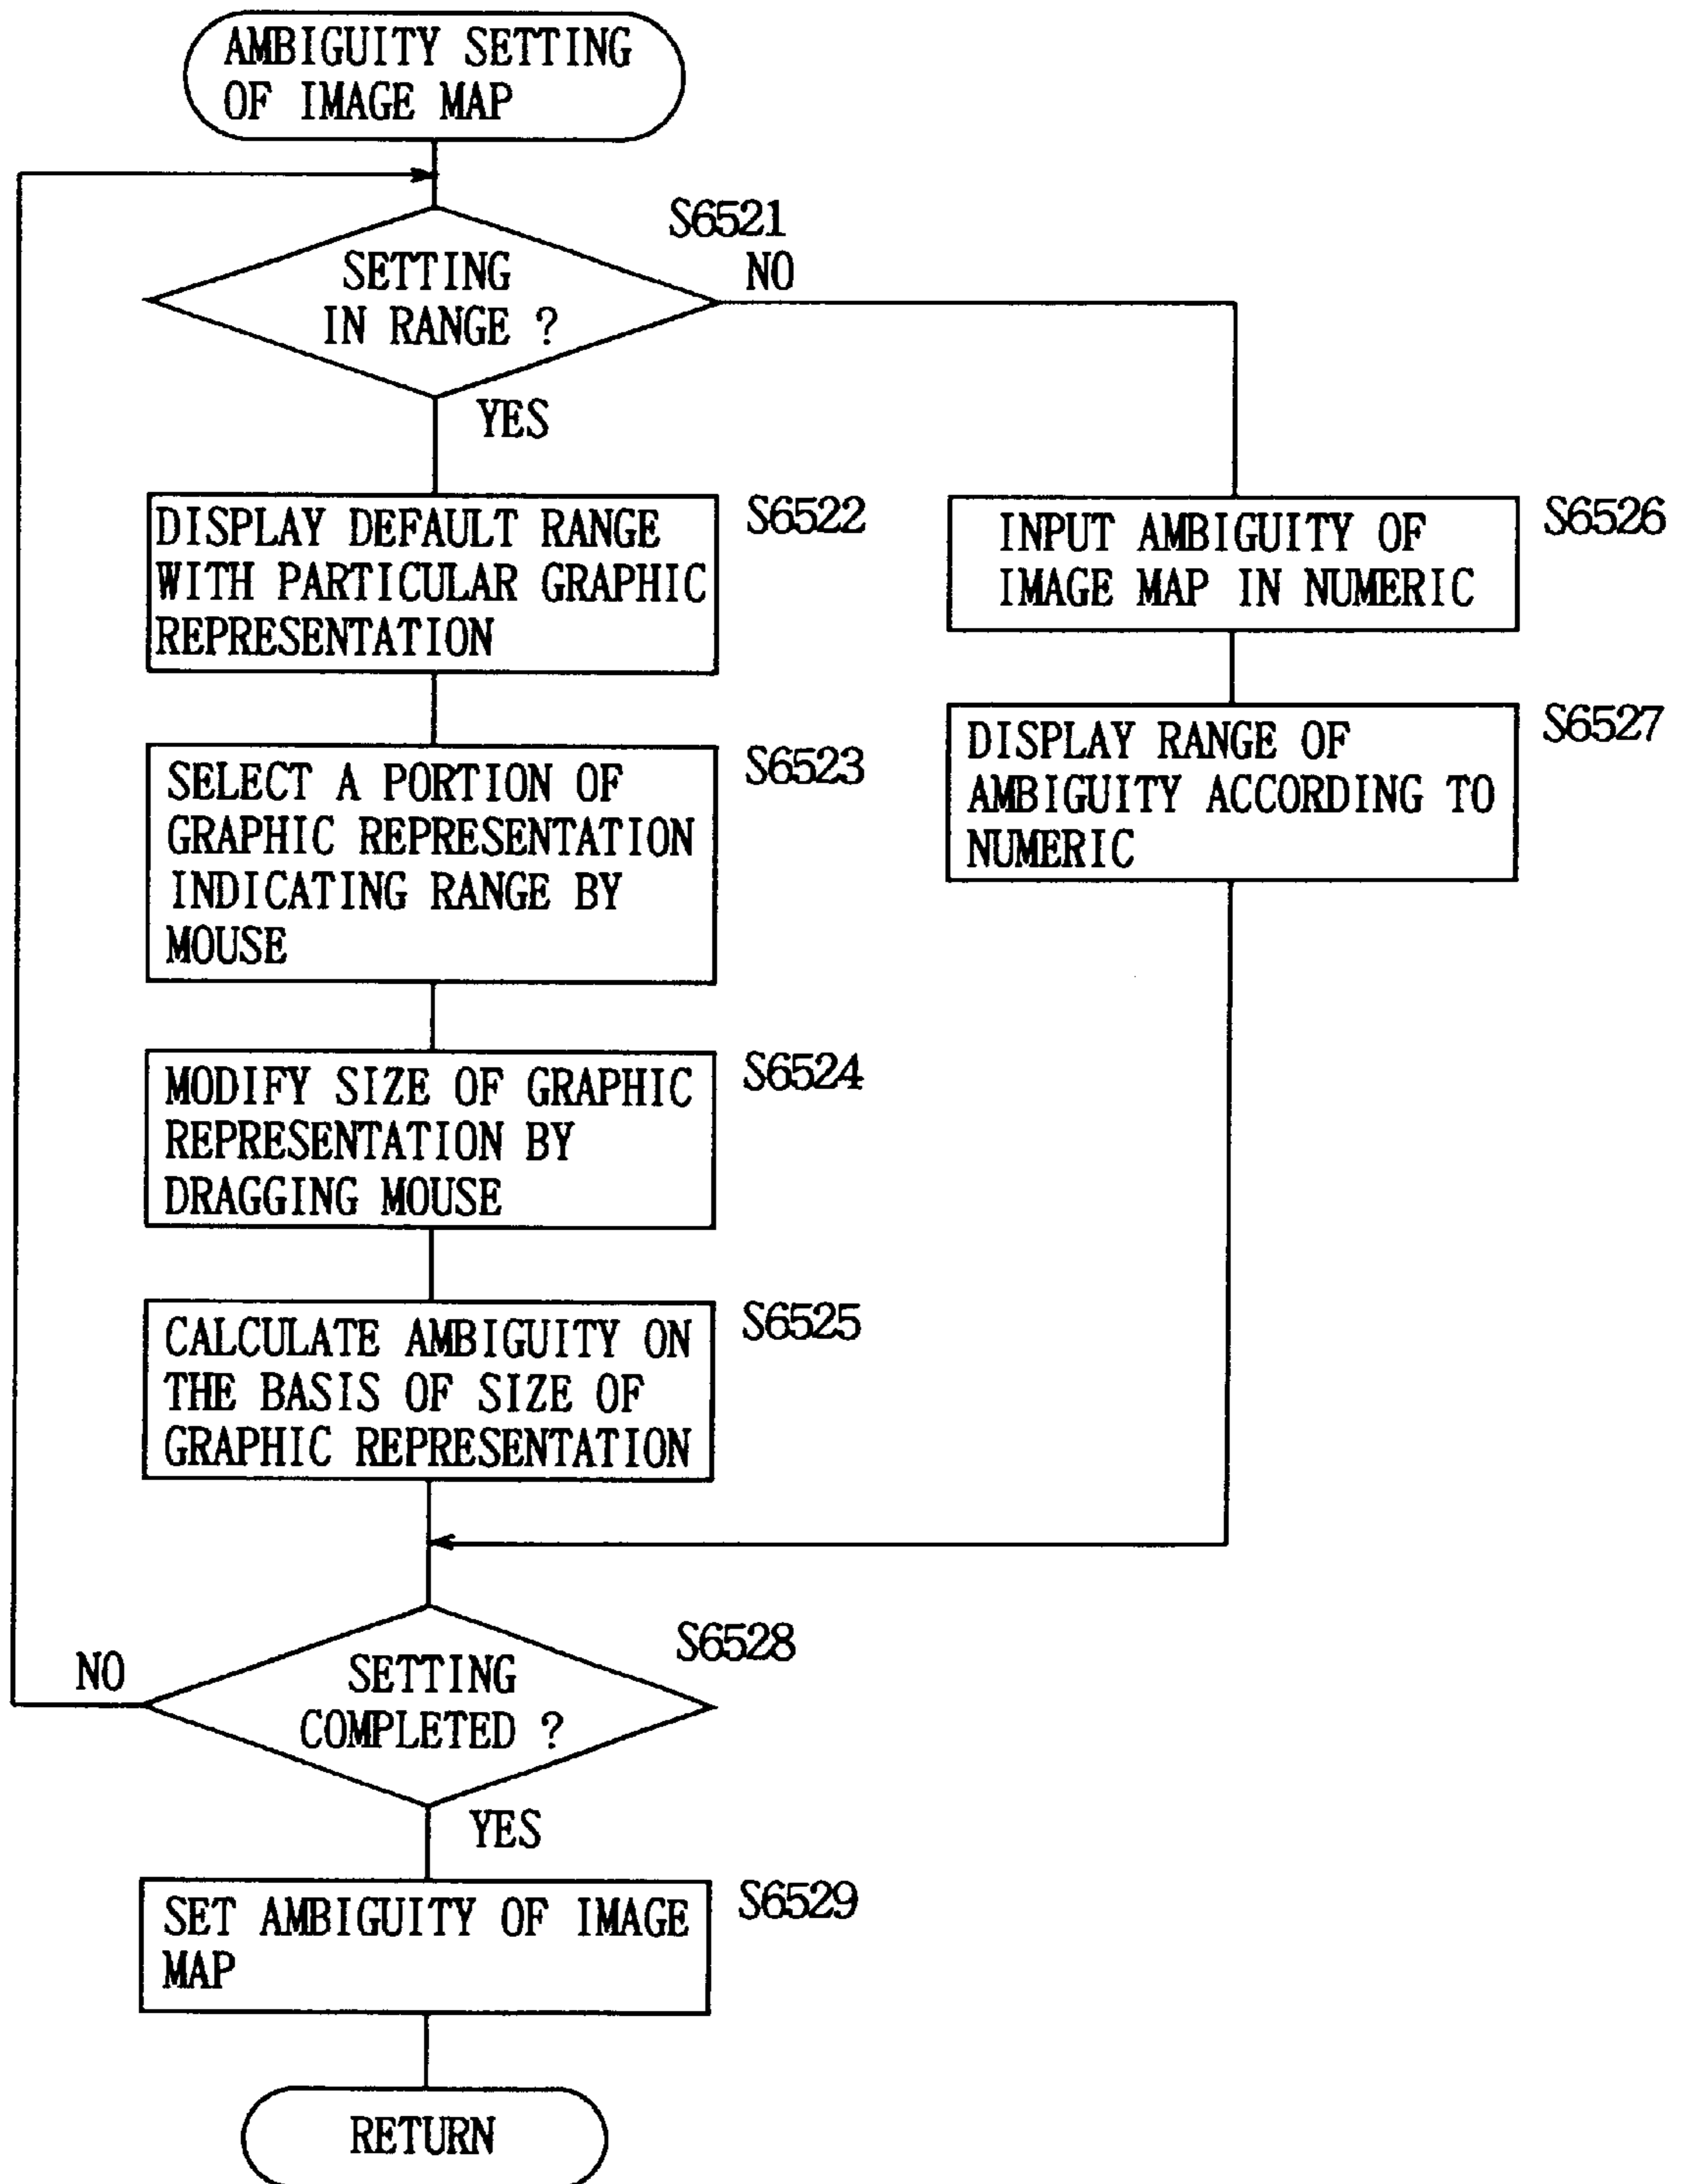 AMBIGUITY SETTING
OF IMAGE MAP
S6521
SETTING
IN RANGE ?
NO
YES
DISPLAY DEFAULT RANGE
WITH PARTICULAR GRAPHIC
REPRESENTATION
S6522
INPUT AMBIGUITY OF
IMAGE MAP IN NUMERIC
S6526
SELECT A PORTION OF
GRAPHIC REPRESENTATION
INDICATING RANGE BY
MOUSE
S6523
DISPLAY RANGE OF
AMBIGUITY ACCORDING TO
NUMERIC
S6527
MODIFY SIZE OF GRAPHIC
REPRESENTATION BY
DRAGGING MOUSE
S6524
CALCULATE AMBIGUITY ON
THE BASIS OF SIZE OF
GRAPHIC REPRESENTATION
S6525
S6528
NO
SETTING
COMPLETED ?
YES
SET AMBIGUITY OF IMAGE
MAP
S6529
RETURN